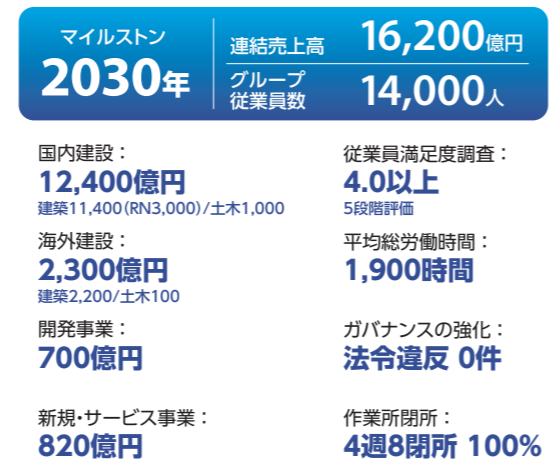 マイルストン
2030年
連結売上高 16,200億円
グループ
従業員数 14,000人
国内建設：
12,400億円
建築11,400（RN3,000）/土木1,000
海外建設：
2,300億円
建築2,200/土木100
開発事業：
700億円
新規・サービス事業：
820億円
従業員満足度調査：
4.0以上
5段階評価
平均総労働時間：
1,900時間
ガバナンスの強化：
法令違反 0件
作業所閉所：
4週8閉所 100%